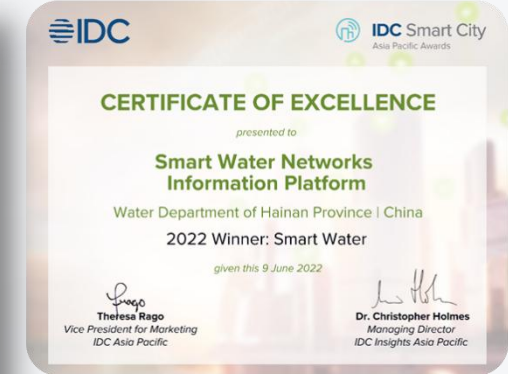 IDC
IDC Smart City
Asia Pacific Awards
CERTIFICATE OF EXCELLENCE
presented to
Smart Water Networks
Information Platform
Water Department of Hainan Province | China
2022 Winner: Smart Water
given this 9 June 2022
Theresa Rago
Vice President for Marketing
IDC Asia Pacific
Dr. Christopher Holmes
Managing Director
IDC Insights Asia Pacific